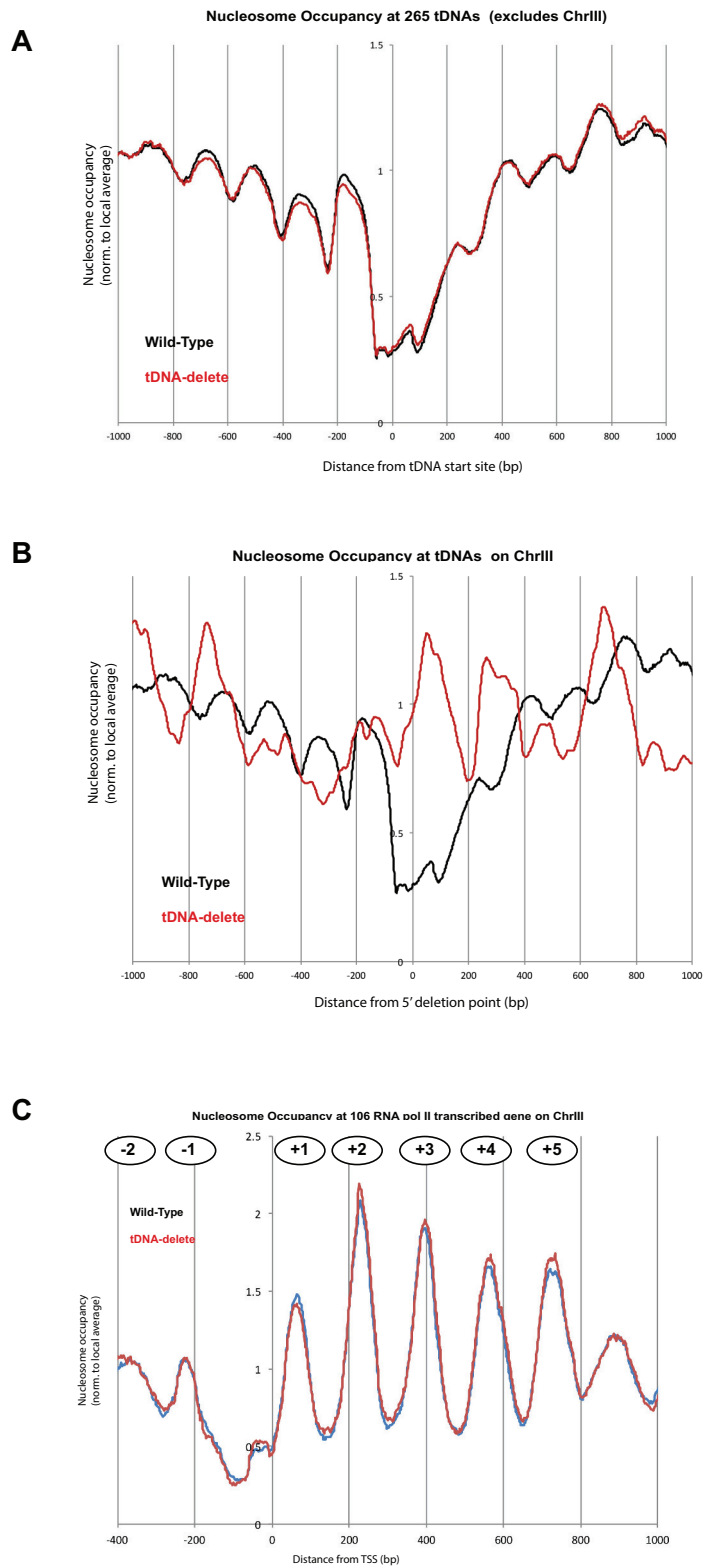 Nucleosome Occupancy at 265 tDNAs (excludes ChrIII)
A
1.5
1
0.5
0
Nucleosome occupancy
(norm. to local average)
Wild-Type
tDNA-delete
-1000 -800 -600 -400 -200 0 200 400 600 800 1000
Distance from tDNA start site (bp)
B
Nucleosome Occupancy at tDNAs on ChrIII
1.5
1
0.5
0
Nucleosome occupancy
(norm. to local average)
Wild-Type
tDNA-delete
-1000 -800 -600 -400 -200 0 200 400 600 800 1000
Distance from 5' deletion point (bp)
C
Nucleosome Occupancy at 106 RNA pol II transcribed gene on ChrIII
2.5
-2 -1 +1 +2 +3 +4 +5
Wild-Type
tDNA-delete
2
1.5
1
0.5
0
Nucleosome occupancy
(norm. to local average)
-400 -200 0 200 400 600 800 1000
Distance from TSS (bp)